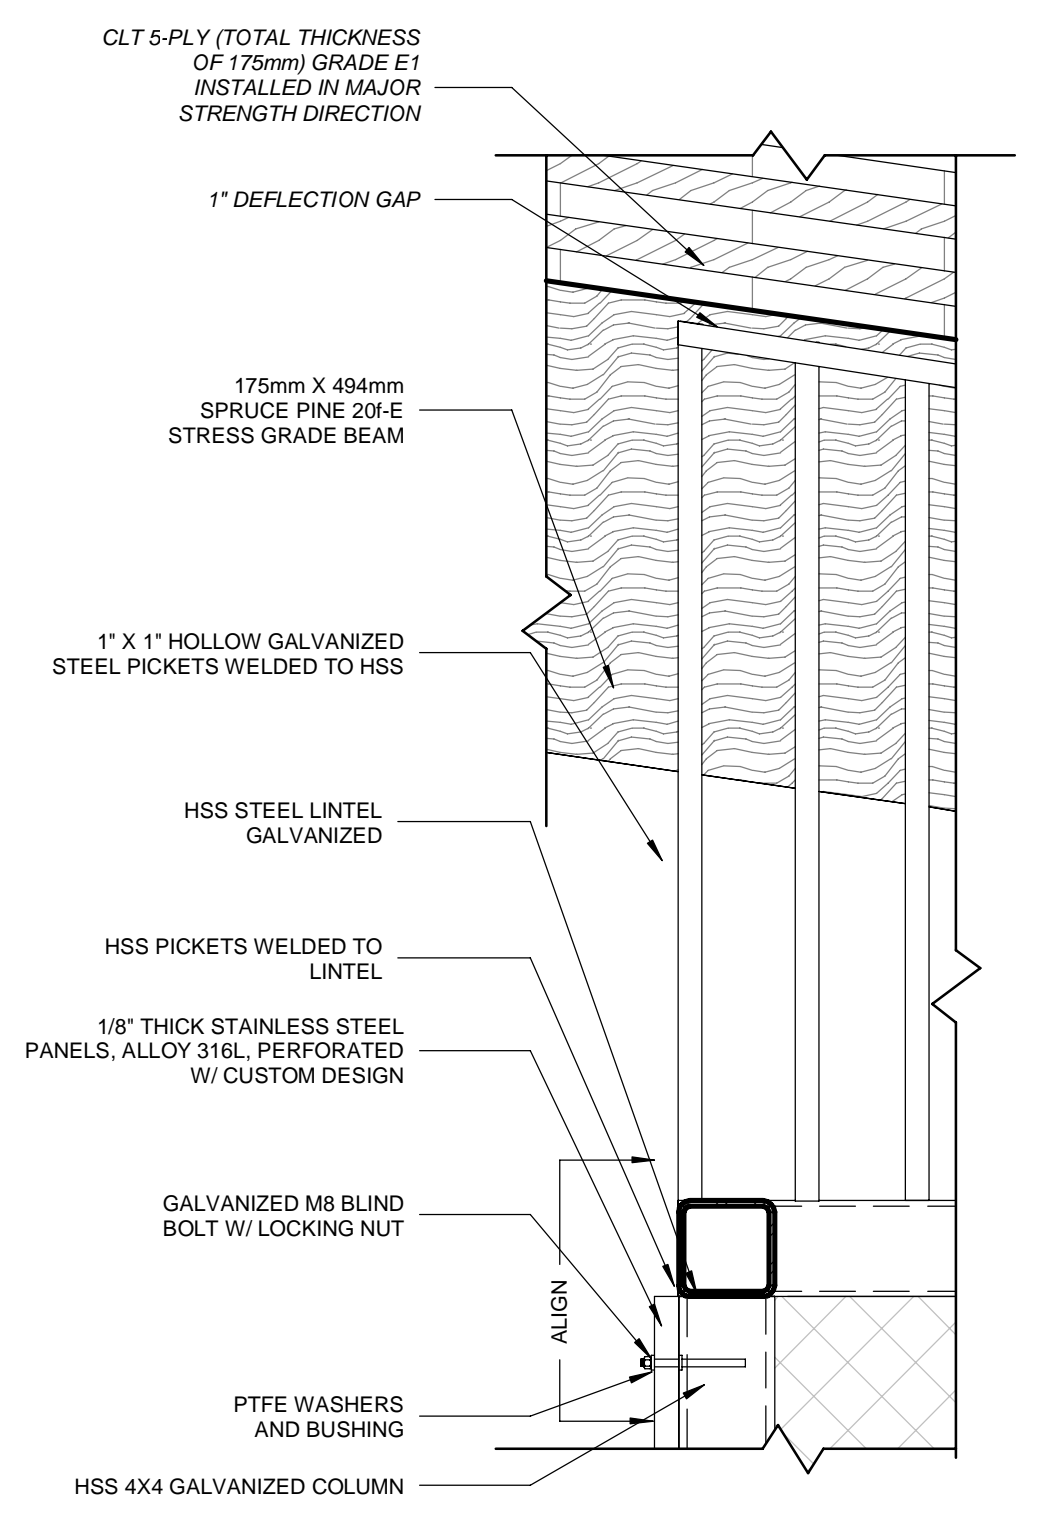 CLT 5-PLY (TOTAL THICKNESS
OF 175mm) GRADE E1
INSTALLED IN MAJOR
STRENGTH DIRECTION
1" DEFLECTION GAP
175mm X 494mm
SPRUCE PINE 20f-E
STRESS GRADE BEAM
1" X 1" HOLLOW GALVANIZED
STEEL PICKETS WELDED TO HSS
HSS STEEL LINTEL
GALVANIZED
HSS PICKETS WELDED TO
LINTEL
1/8" THICK STAINLESS STEEL
PANELS, ALLOY 316L, PERFORATED
W/ CUSTOM DESIGN
GALVANIZED M8 BLIND
BOLT W/ LOCKING NUT
ALIGN
PTFE WASHERS
AND BUSHING
HSS 4X4 GALVANIZED COLUMN